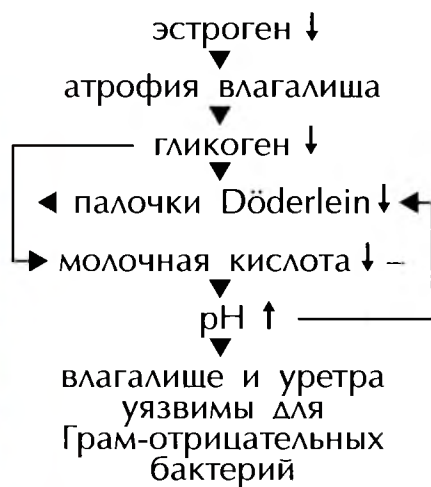 эстроген ↓
атрофия влагалища
гликоген ↓
палочки Döderlein ↓
молочная кислота ↓ –
pH ↑
влагалище и уретра
уязвимы для
Грам-отрицательных
бактерий